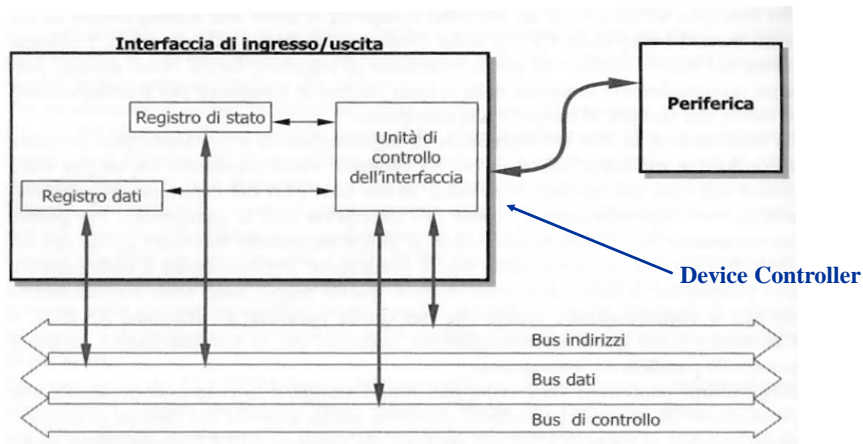 Interfaccia di ingresso/uscita
Periferica
Registro di stato
Unità di
controllo
dell'interfaccia
Registro dati
Device Controller
Bus indirizzi
Bus dati
Bus di controllo